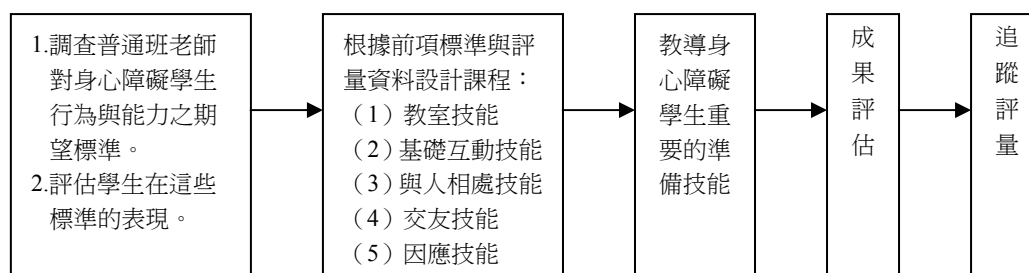 1.調查普通班老師
對身心障礙學生
行為與能力之期
望標準。
2.評估學生在這些
標準的表現。
根據前項標準與評
量資料設計課程：
（1）教室技能
（2）基礎互動技能
（3）與人相處技能
（4）交友技能
（5）因應技能
教導身
心障礙
學生重
要的準
備技能
成
果
評
估
追
蹤
評
量